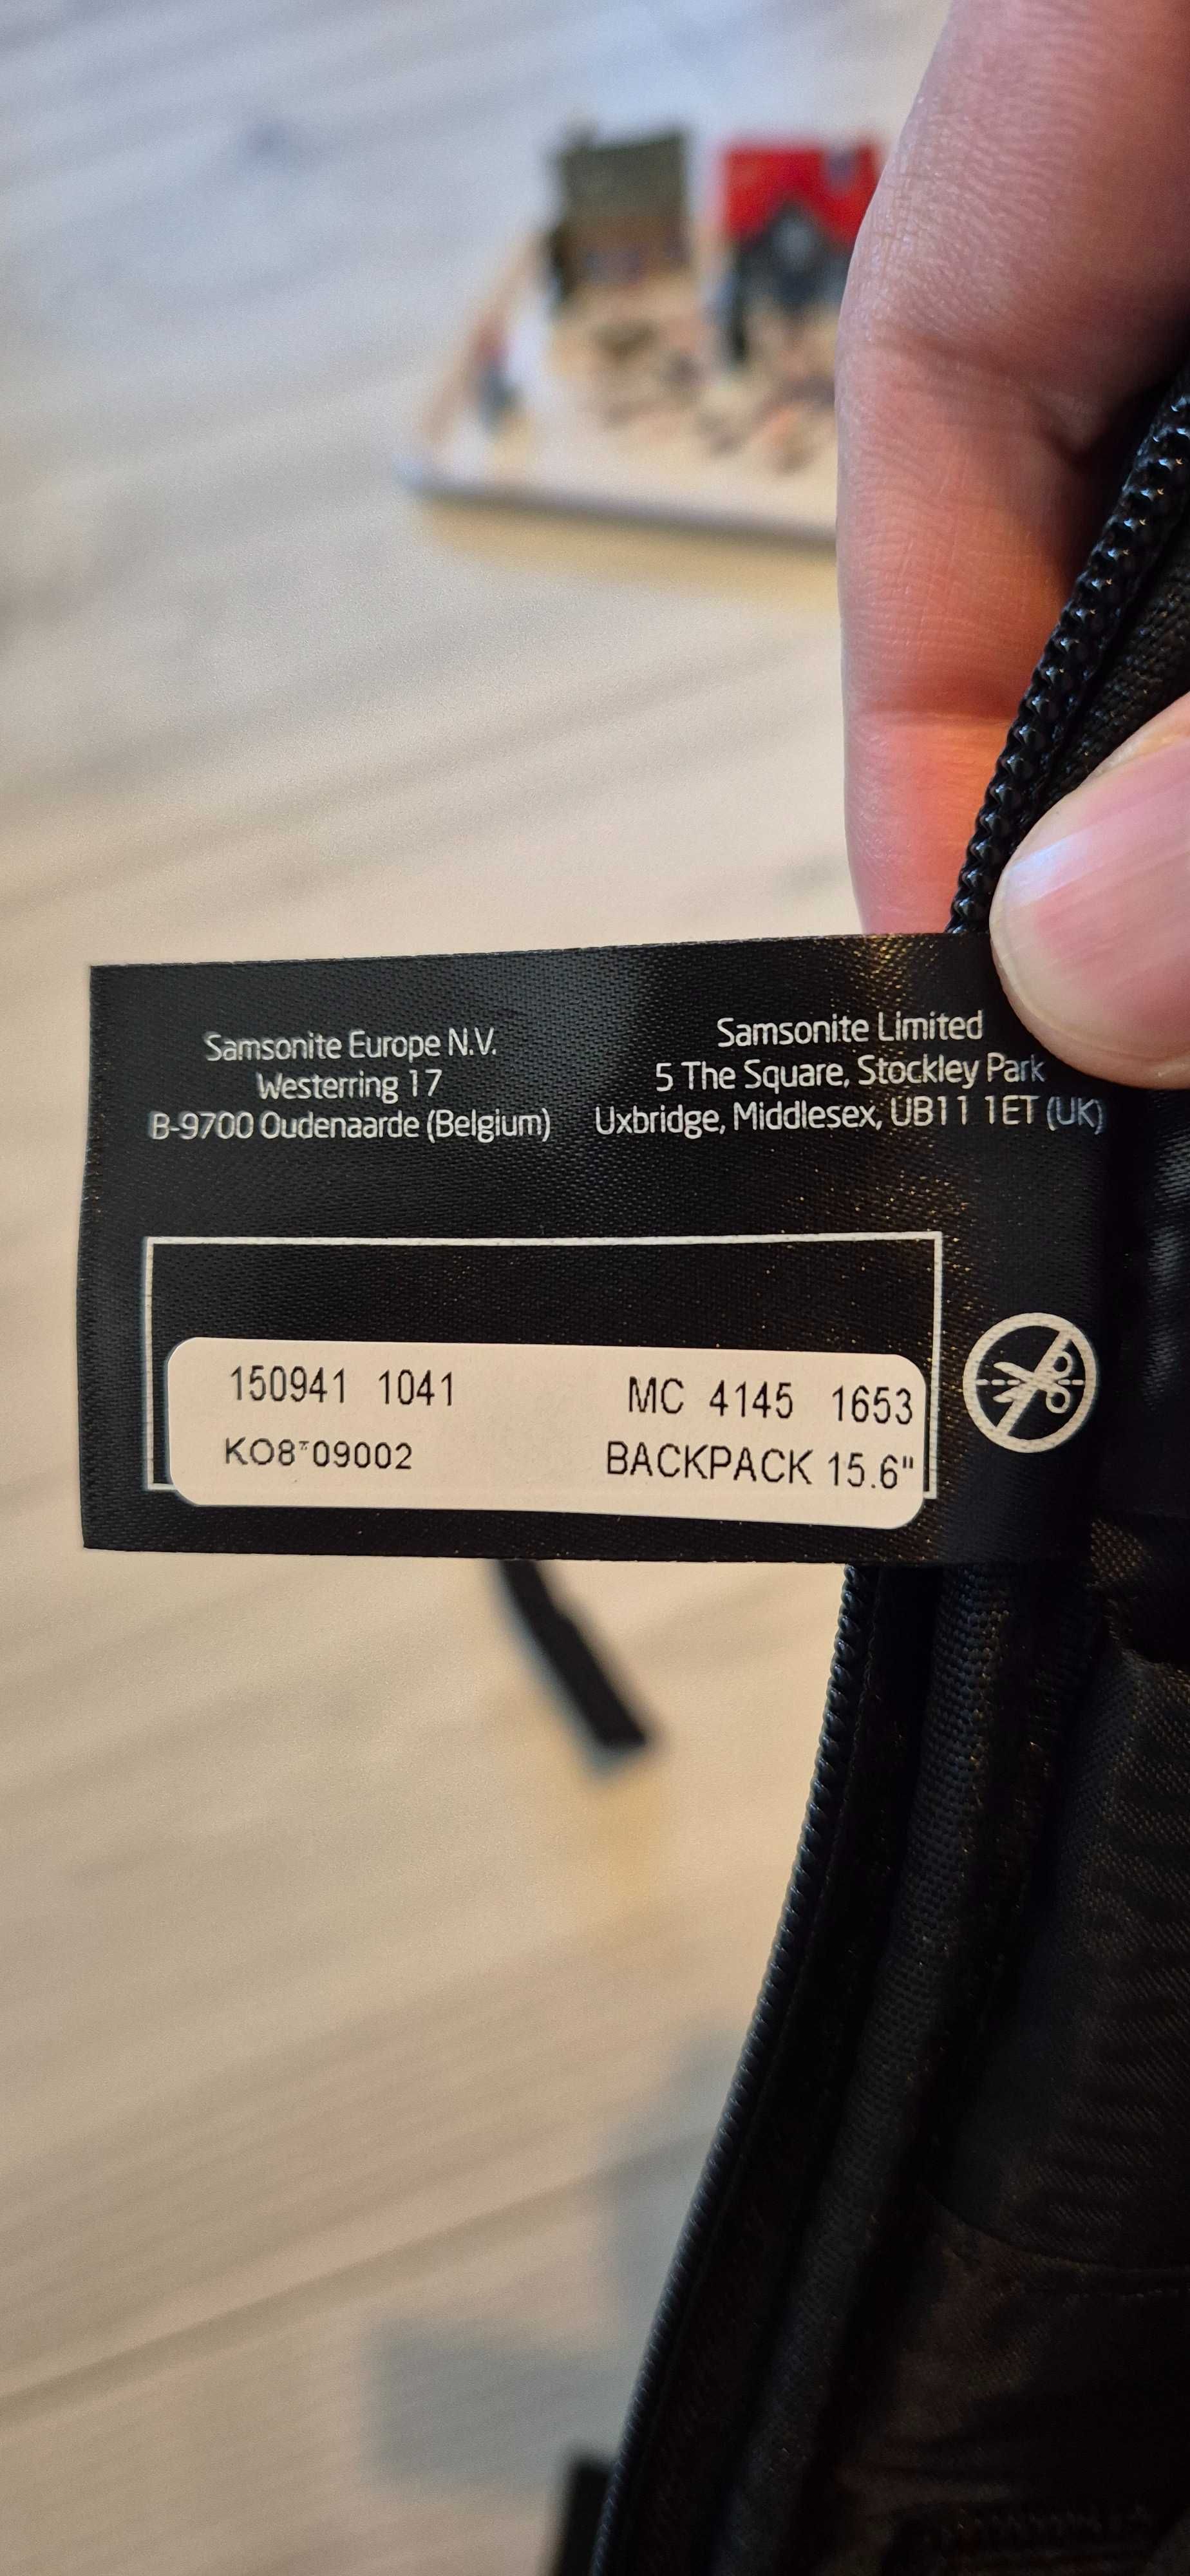 Samsonite Europe N.V.
Westerring 17
B-9700 Oudenaarde (Belgium)
Samsonite Limited
5 The Square, Stockley Park
Uxbridge, Middlesex, UB11 1ET (UK)
150941 1041 MC 4145 1653
KO8*09002 BACKPACK 15.6"